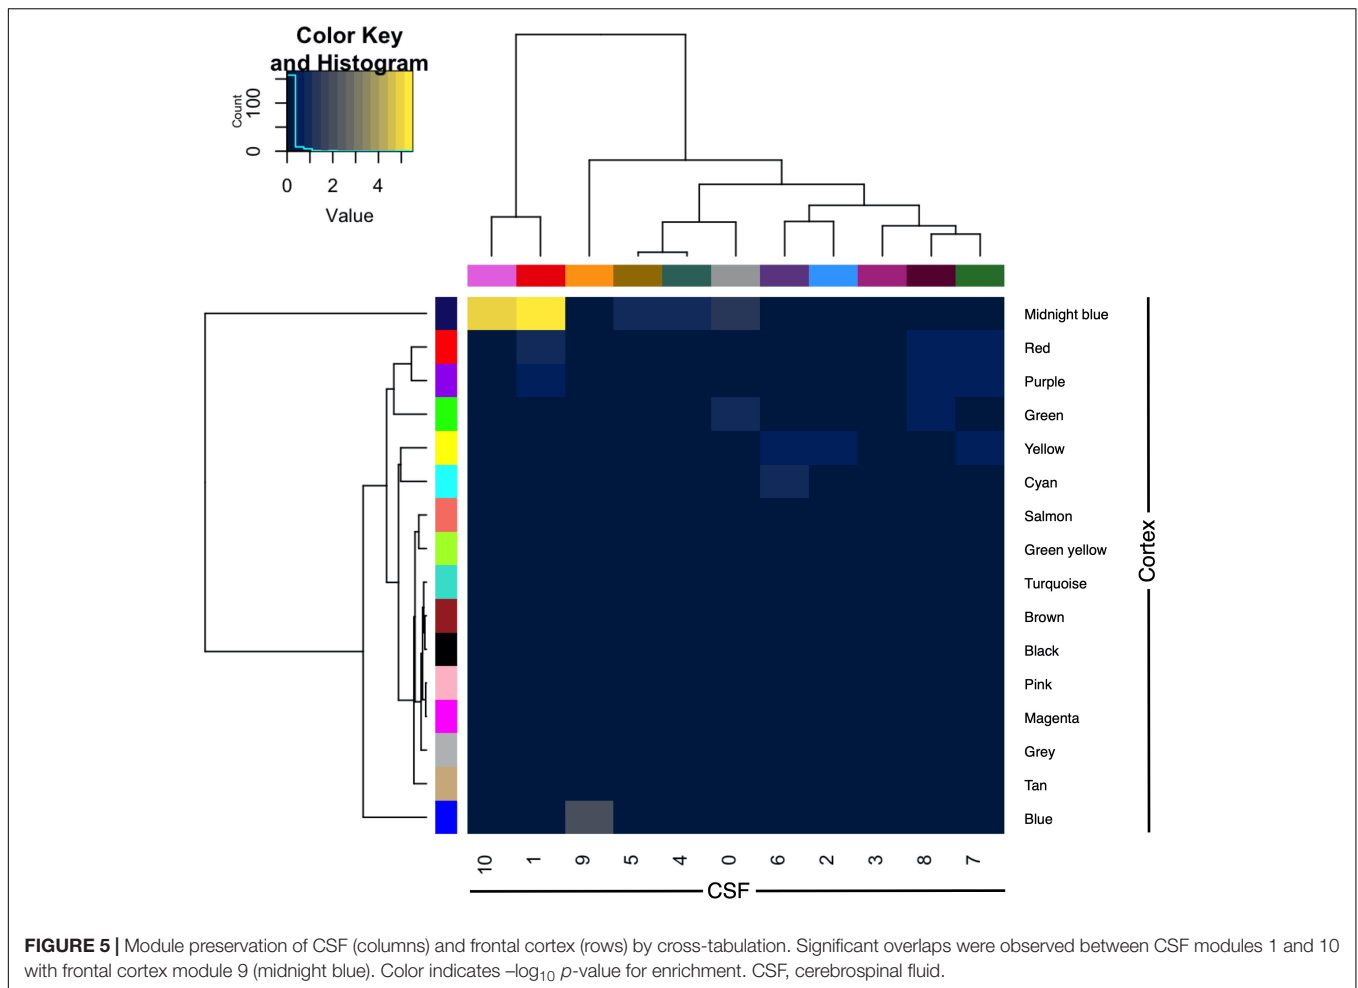 Color Key
and Histogram
Count
0 100
0 2 4
Value
Midnight blue
Red
Purple
Green
Yellow
Cyan
Salmon
Green yellow
Turquoise
Brown
Black
Pink
Magenta
Grey
Tan
Blue
Cortex
10 1 9 5 4 0 6 2 3 8 7
CSF
FIGURE 5 | Module preservation of CSF (columns) and frontal cortex (rows) by cross-tabulation. Significant overlaps were observed between CSF modules 1 and 10
with frontal cortex module 9 (midnight blue). Color indicates –log10 p-value for enrichment. CSF, cerebrospinal fluid.